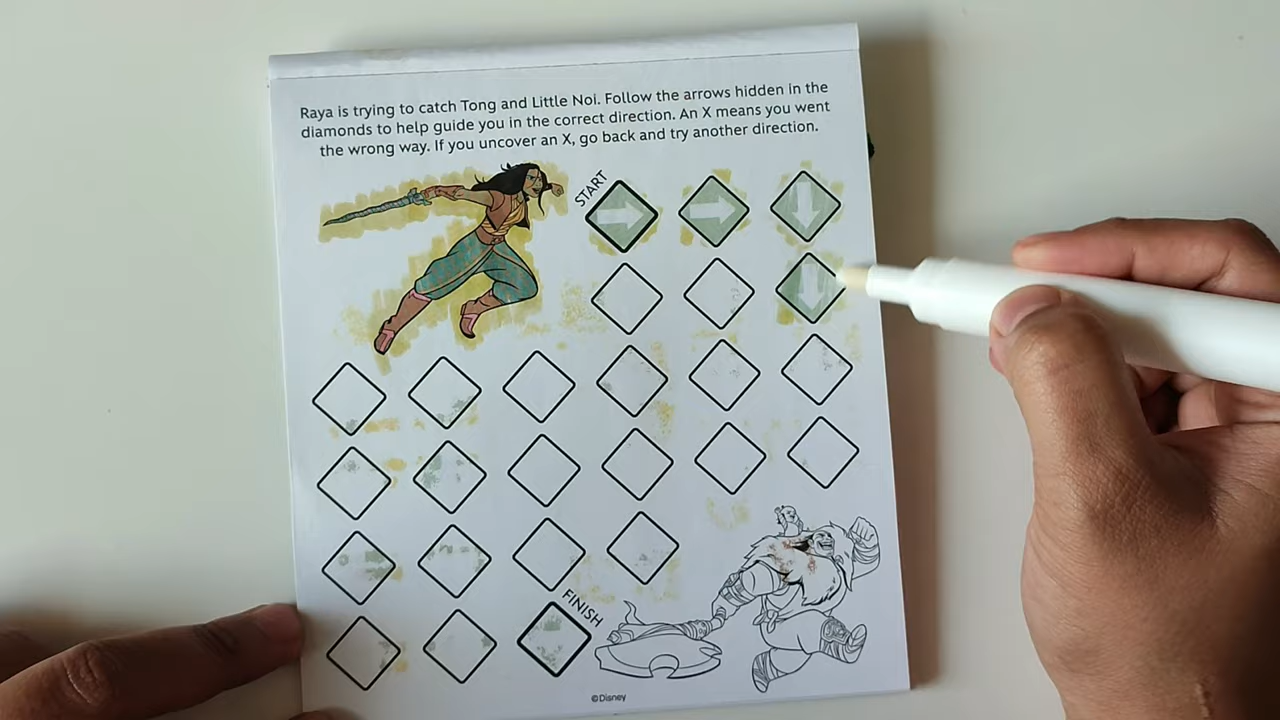 Raya is trying to catch Tong and Little Noi. Follow the arrows hidden in the
diamonds to help guide you in the correct direction. An X means you went
the wrong way. If you uncover an X, go back and try another direction.
START
FINISH
©Disney